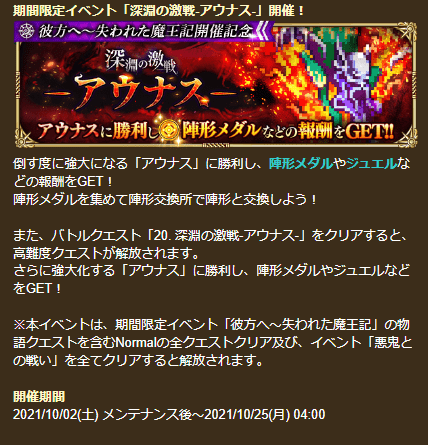 期間限定イベント「深淵の激戦-アウナス-」開催！
彼方へ～失われた魔王記開催記念
深淵の激戦
-アウナス-
アウナスに勝利し陣形メダルなどの報酬をGET!!
倒す度に強大になる「アウナス」に勝利し、陣形メダルやジュエルな
どの報酬をGET！
陣形メダルを集めて陣形交換所で陣形と交換しよう！
また、バトルクエスト「20. 深淵の激戦-アウナス-」をクリアすると、
高難度クエストが解放されます。
さらに強大化する「アウナス」に勝利し、陣形メダルやジュエルなど
をGET！
※本イベントは、期間限定イベント「彼方へ～失われた魔王記」の物
語クエストを含むNormalの全クエストクリア及び、イベント「悪鬼と
の戦い」を全てクリアすると解放されます。
開催期間
2021/10/02(土) メンテナンス後～2021/10/25(月) 04:00